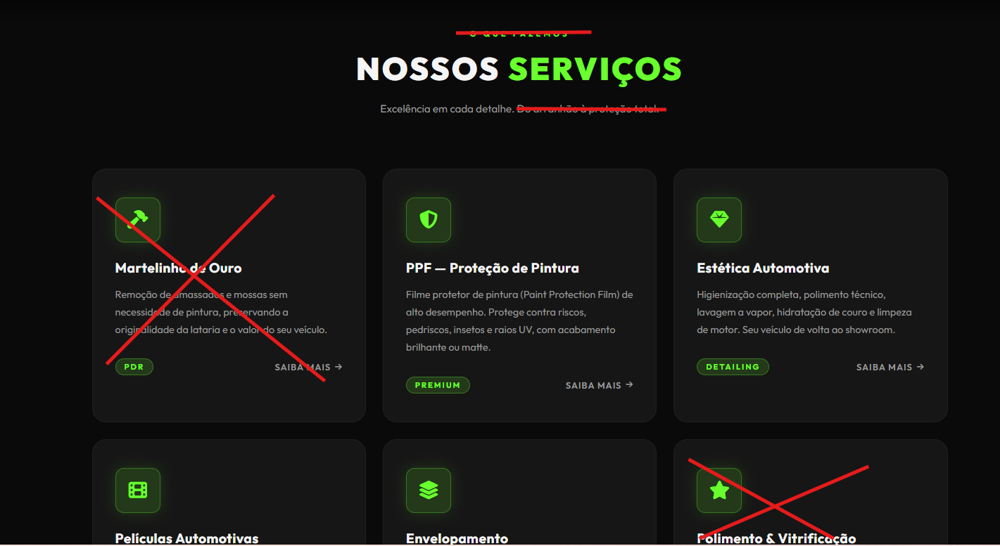 O QUE FAZEMOS
NOSSOS SERVIÇOS
Excelência em cada detalhe. Do arranhão à proteção total.
Martelinho de Ouro
Remoção de amassados e mossas sem
necessidade de pintura, preservando a
originalidade da lataria e o valor do seu veículo.
PDR
SAIBA MAIS →
PPF — Proteção de Pintura
Filme protetor de pintura (Paint Protection Film) de
alto desempenho. Protege contra riscos,
pedriscos, insetos e raios UV, com acabamento
brilhante ou matte.
PREMIUM
SAIBA MAIS →
Estética Automotiva
Higienização completa, polimento técnico,
lavagem a vapor, hidratação de couro e limpeza
de motor. Seu veículo de volta ao showroom.
DETAILING
SAIBA MAIS →
Películas Automotivas
Envelopamento
Polimento & Vitrificação